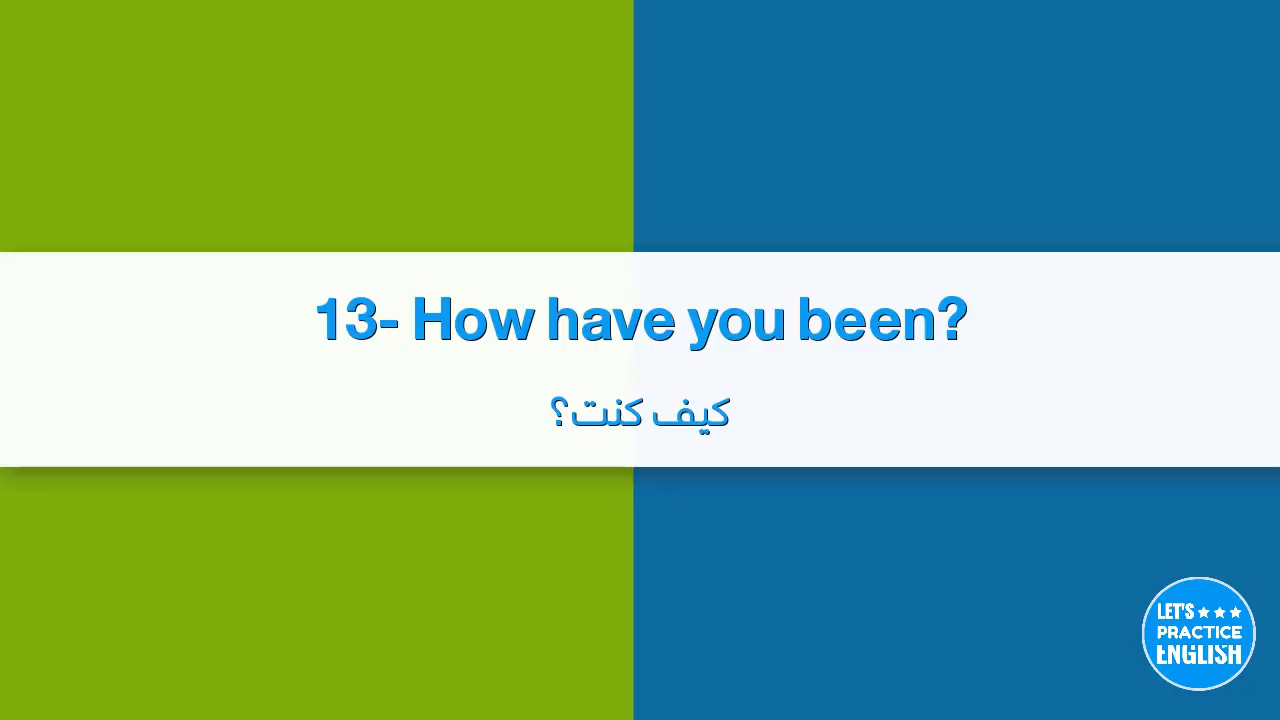 13- How have you been?
كيف كنت؟
LET'S
PRACTICE
ENGLISH